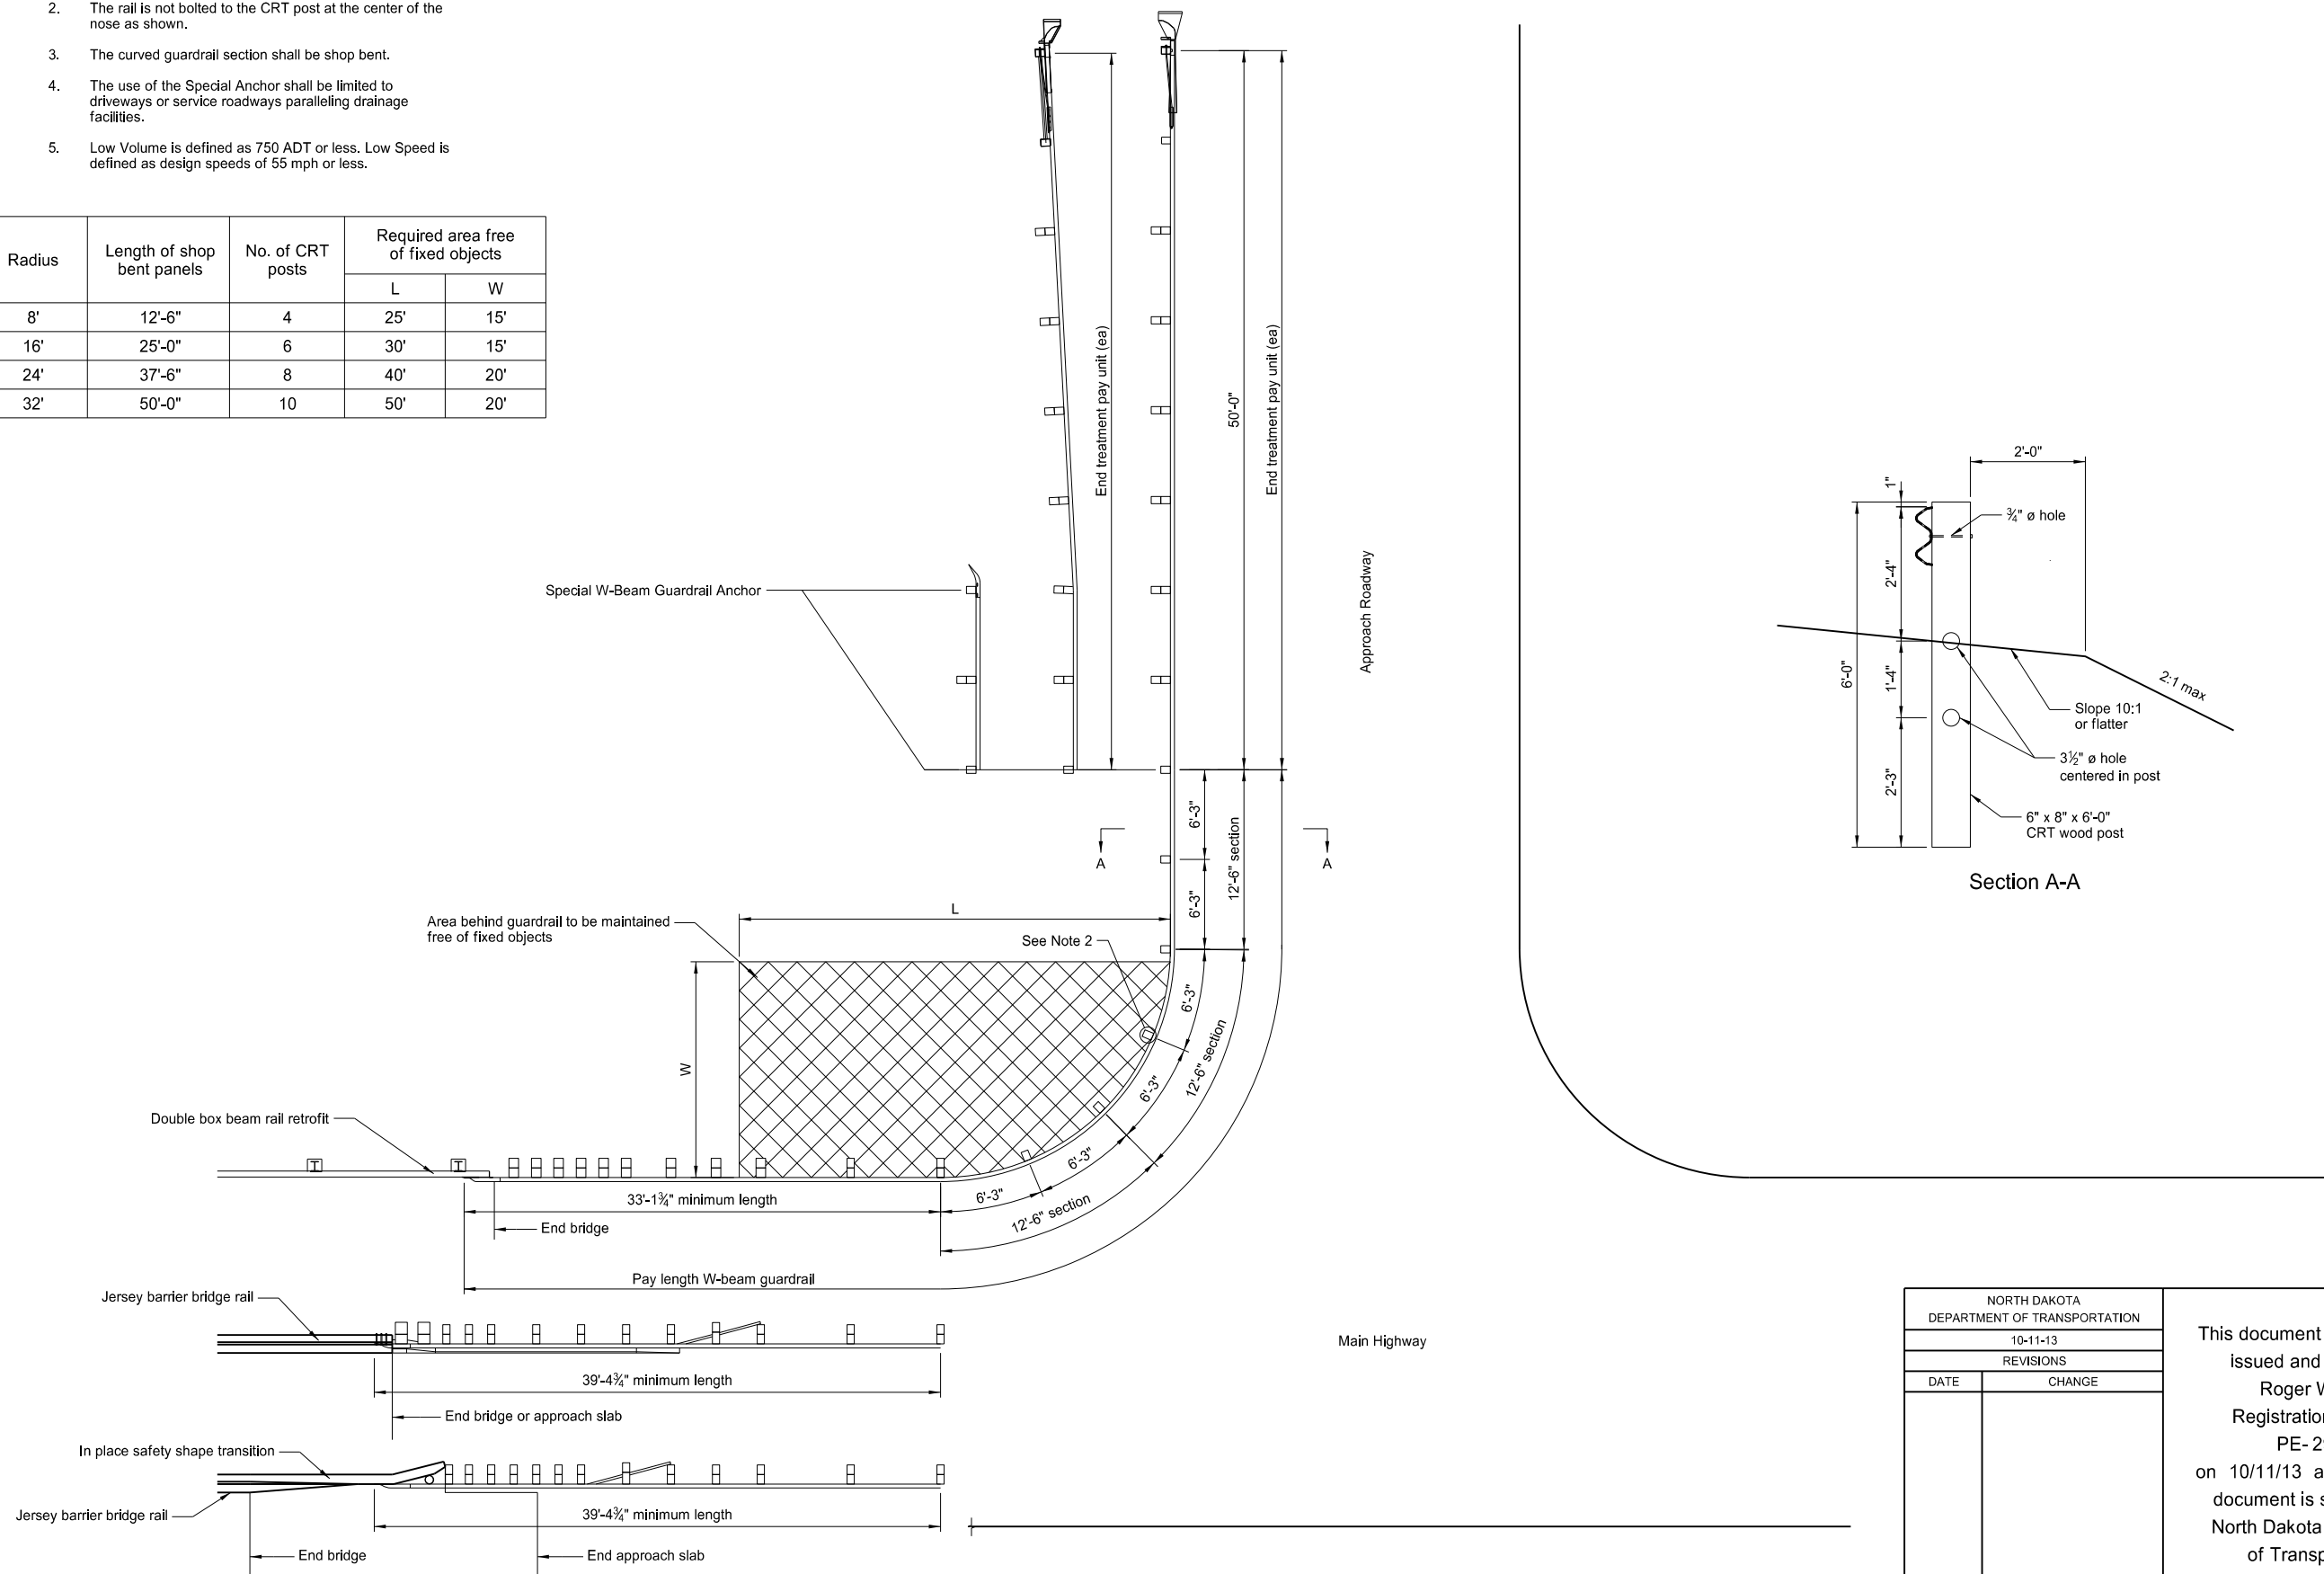 2. The rail is not bolted to the CRT post at the center of the
nose as shown.
3. The curved guardrail section shall be shop bent.
4. The use of the Special Anchor shall be limited to
driveways or service roadways paralleling drainage
facilities.
5. Low Volume is defined as 750 ADT or less. Low Speed is
defined as design speeds of 55 mph or less.
Radius
Length of shop
bent panels
No. of CRT
posts
Required area free
of fixed objects
L W
8' 12'-6" 4 25' 15'
16' 25'-0" 6 30' 15'
24' 37'-6" 8 40' 20'
32' 50'-0" 10 50' 20'
End treatment pay unit (ea)
50'-0"
End treatment pay unit (ea)
Approach Roadway
Special W-Beam Guardrail Anchor
6'-3"
6'-3"
12'-6" section
A A
L
Area behind guardrail to be maintained
free of fixed objects
See Note 2
W
6'-3"
6'-3"
12'-6" section
6'-3"
6'-3"
12'-6" section
Double box beam rail retrofit
I I
33'-1¾" minimum length
End bridge
Pay length W-beam guardrail
Jersey barrier bridge rail
39'-4¾" minimum length
End bridge or approach slab
In place safety shape transition
Jersey barrier bridge rail
39'-4¾" minimum length
End bridge
End approach slab
Main Highway
2'-0"
1"
¾" ø hole
2'-4"
6'-0"
1'-4"
2'-3"
2:1 max
Slope 10:1
or flatter
3½" ø hole
centered in post
6" x 8" x 6'-0"
CRT wood post
Section A-A
NORTH DAKOTA
DEPARTMENT OF TRANSPORTATION
10-11-13
REVISIONS
DATE CHANGE
This document
issued and
Roger
Registration
PE- 2
on 10/11/13 a
document is s
North Dakota
of Transp